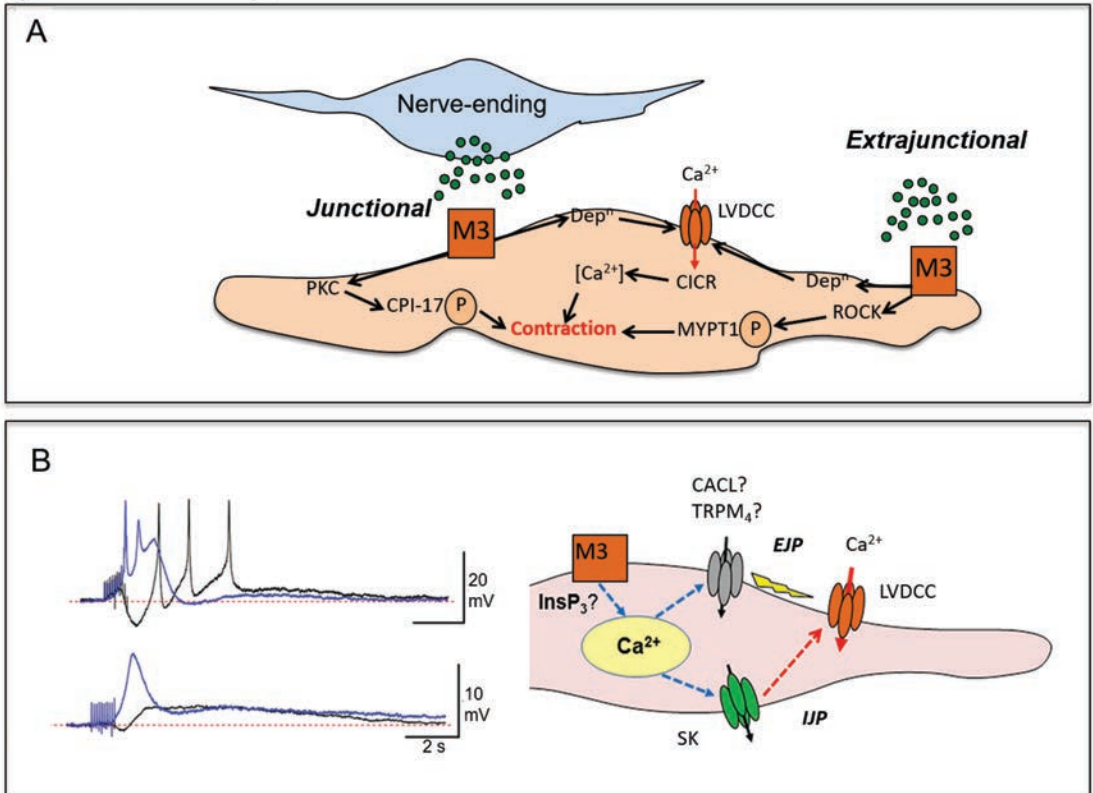 A
Nerve-ending
Extrajunctional
Ca²⁺
Junctional
LVDCC
M3
Depⁿ
M3
[Ca²⁺]
CICR
Depⁿ
PKC
CPI-17
P
Contraction
MYPT1
P
ROCK
B
CACL?
TRPM₄?
EJP
Ca²⁺
M3
20
mV
LVDCC
InsP₃?
Ca²⁺
10
mV
SK
IJP
2 s